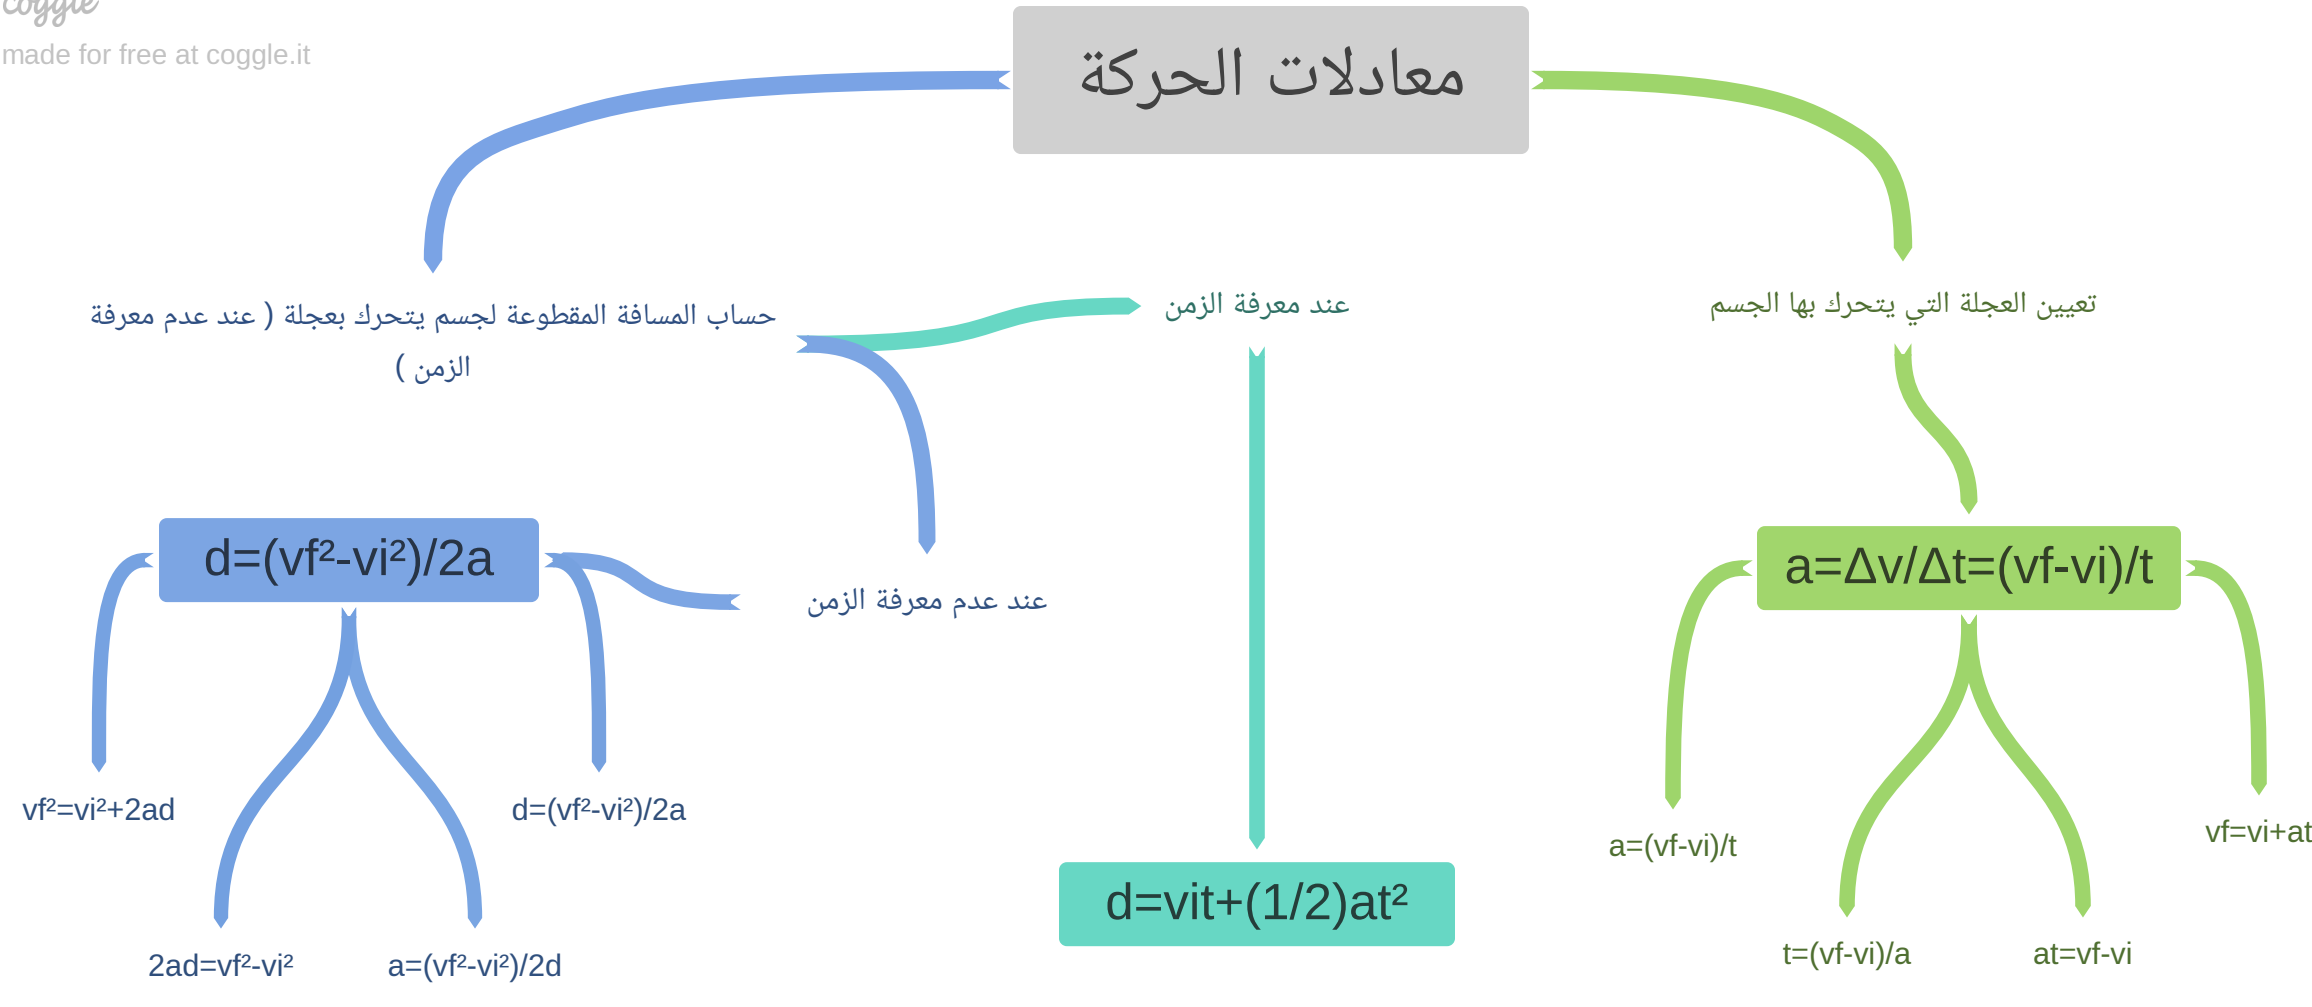 coggle
made for free at coggle.it
معادلات الحركة
تعيين العجلة التي يتحرك بها الجسم
a=Δv/Δt=(vf-vi)/t
vf=vi+at
at=vf-vi
t=(vf-vi)/a
a=(vf-vi)/t
حساب المسافة المقطوعة لجسم يتحرك بعجلة ( عند عدم معرفة
الزمن )
عند معرفة الزمن
d=vit+(1/2)at²
عند عدم معرفة الزمن
d=(vf²-vi²)/2a
d=(vf²-vi²)/2a
a=(vf²-vi²)/2d
2ad=vf²-vi²
vf²=vi²+2ad